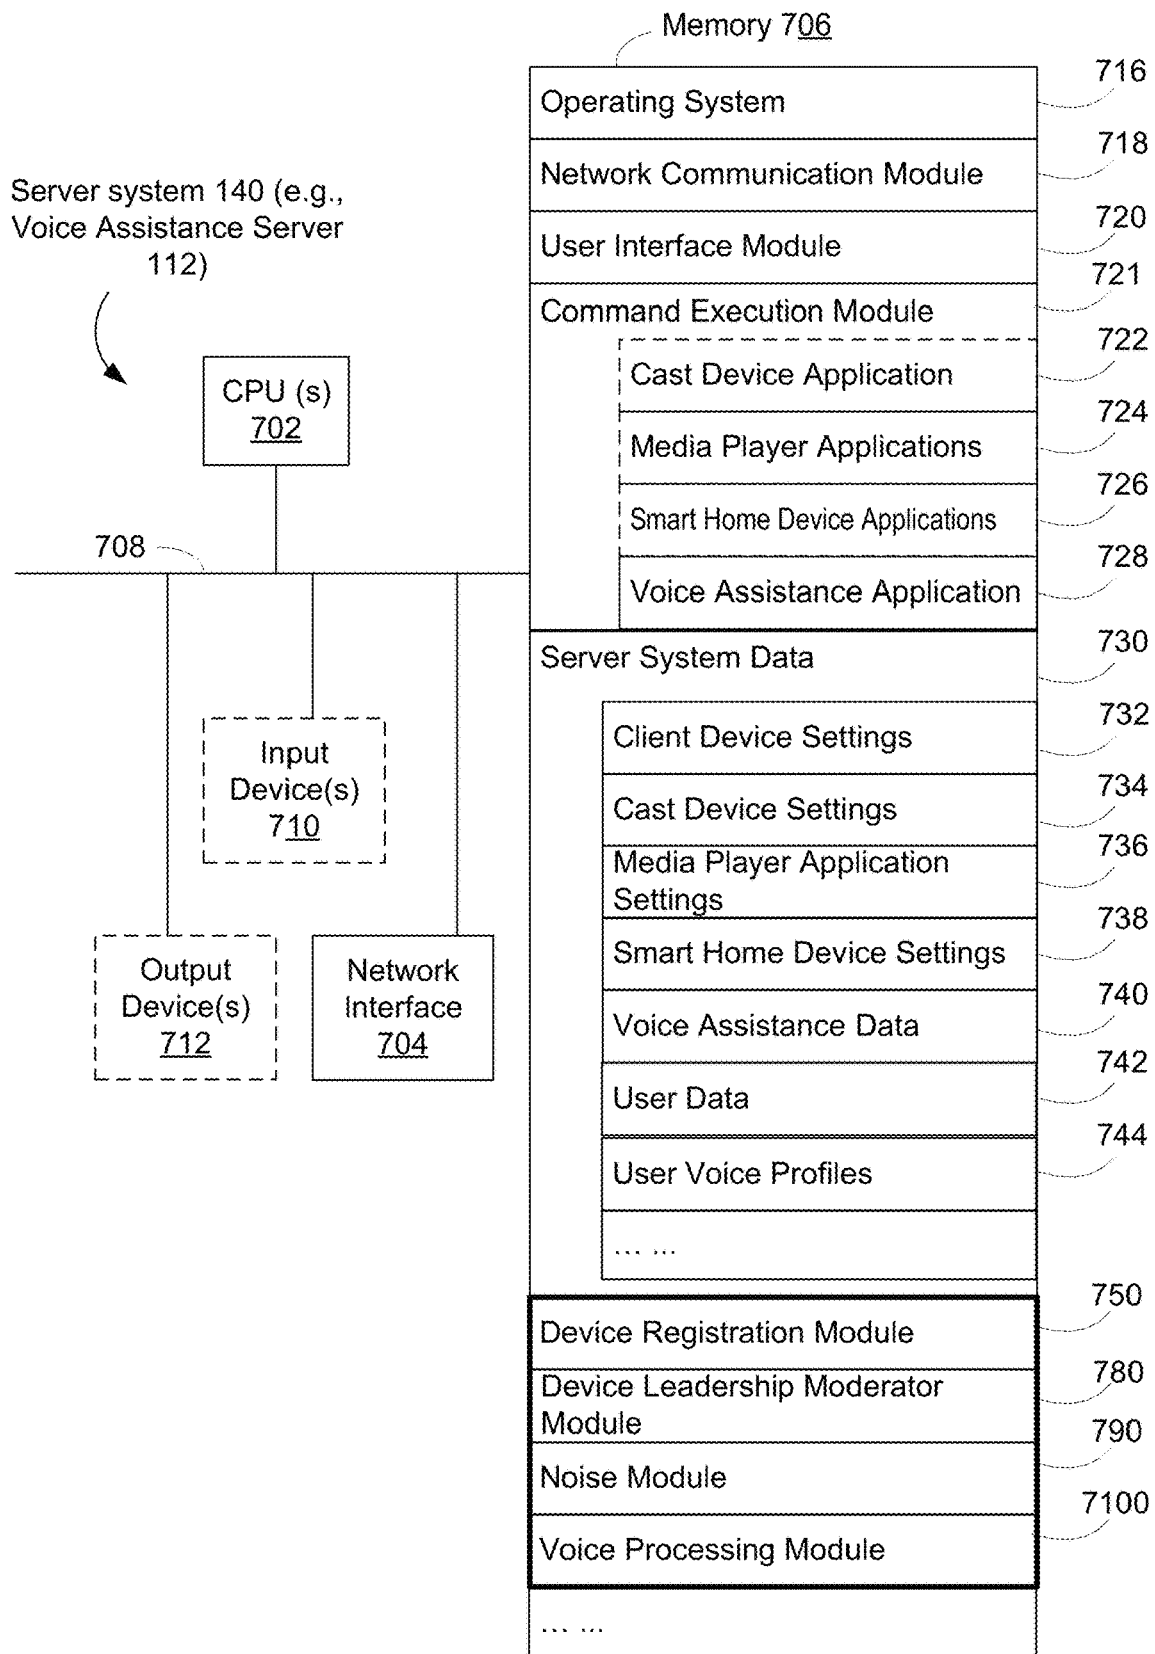 Memory 706
Operating System
716
Network Communication Module
718
User Interface Module
720
Command Execution Module
721
Cast Device Application
722
Media Player Applications
724
Smart Home Device Applications
726
Voice Assistance Application
728
Server System Data
730
Client Device Settings
732
Cast Device Settings
734
Media Player Application
Settings
736
Smart Home Device Settings
738
Voice Assistance Data
740
User Data
742
User Voice Profiles
744
... ...
Device Registration Module
750
Device Leadership Moderator
Module
780
Noise Module
790
Voice Processing Module
7100
... ...
Server system 140 (e.g.,
Voice Assistance Server
112)
CPU (s)
702
708
Input
Device(s)
710
Output
Device(s)
712
Network
Interface
704